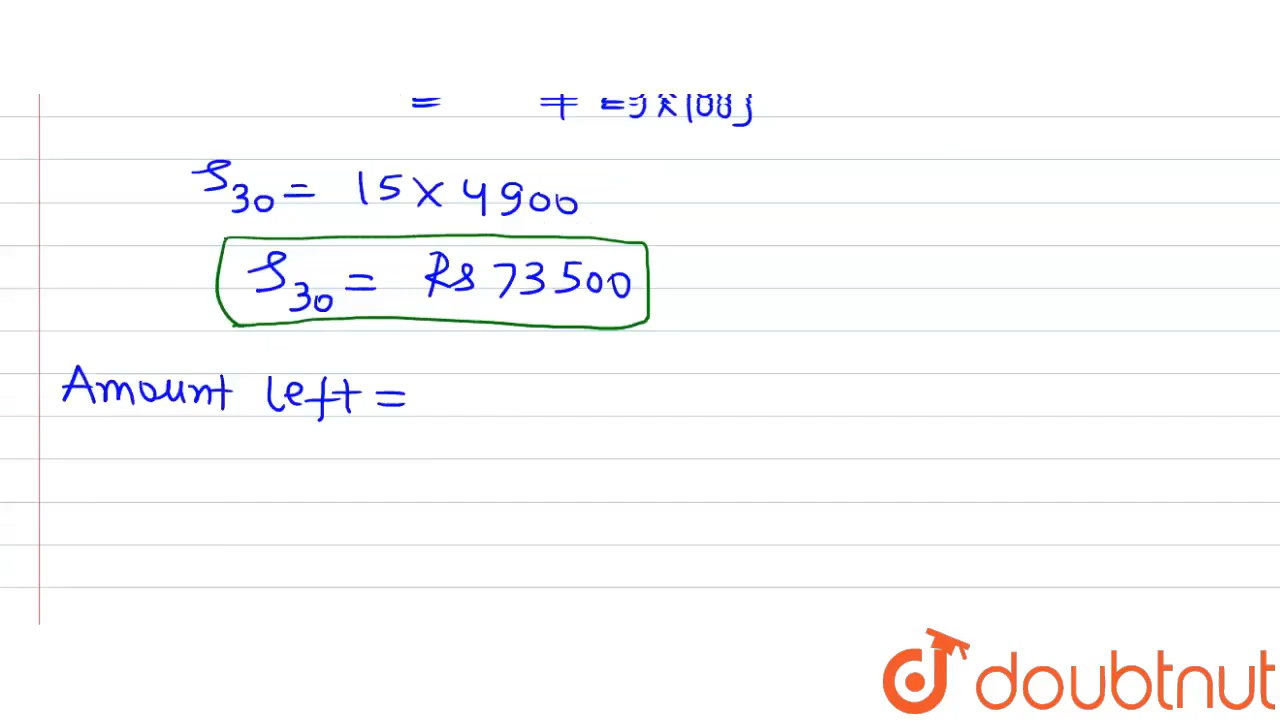 S30 = 15 × 4900
S30 = Rs 73500
Amount left =
doubtnut